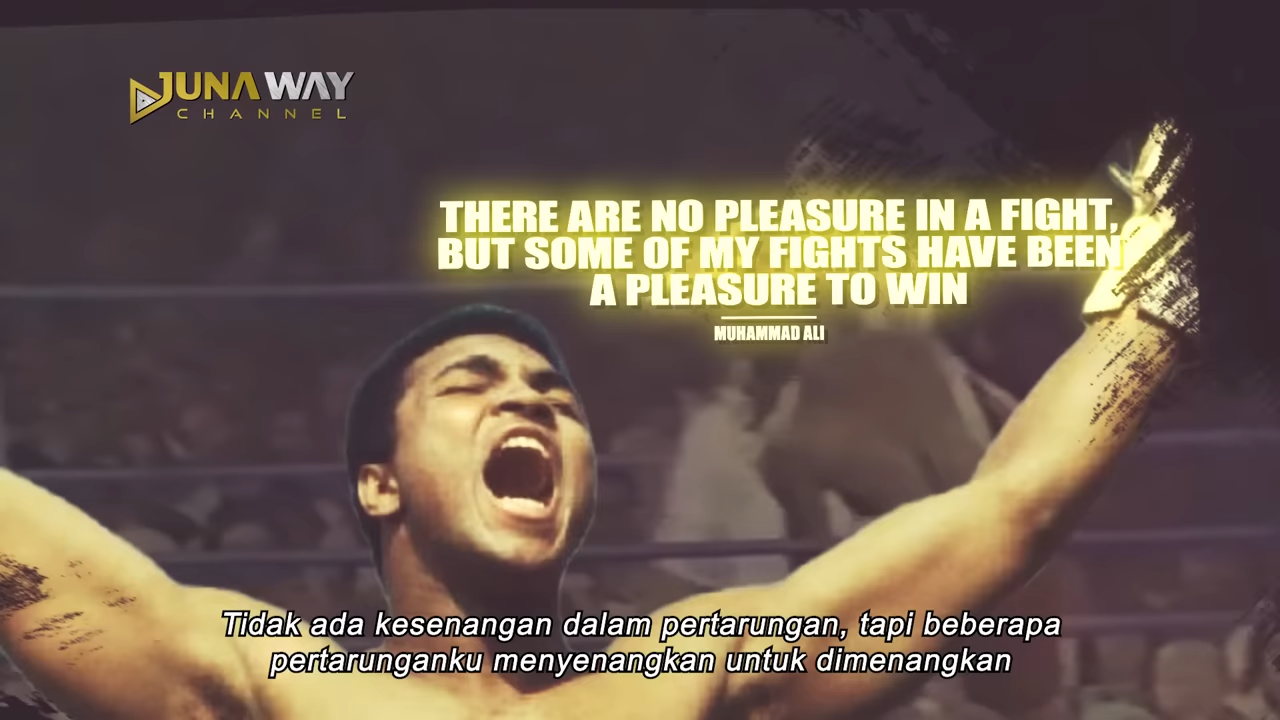 JUNA WAY
CHANNEL
THERE ARE NO PLEASURE IN A FIGHT,
BUT SOME OF MY FIGHTS HAVE BEEN
A PLEASURE TO WIN
MUHAMMAD ALI
Tidak ada kesenangan dalam pertarungan, tapi beberapa
pertarunganku menyenangkan untuk dimenangkan